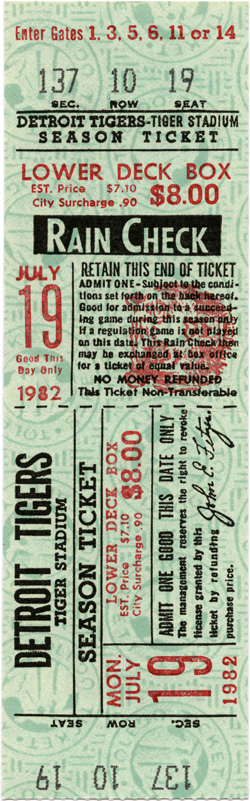 Enter Gates 1, 3, 5, 6, 11 or 14
137 10 19
SEC. ROW SEAT
DETROIT TIGERS-TIGER STADIUM
SEASON TICKET
LOWER DECK BOX
EST. Price $7.10
City Surcharge .90
$8.00
RAIN CHECK
JULY
19
Good This
Day Only
1982
RETAIN THIS END OF TICKET
ADMIT ONE-Subject to the condi-
tions set forth on the back hereof.
Good for admission to a succeed-
ing game during this season only
if a regulation game is not played
on this date. This Rain Check then
may be exchanged at box office
for a ticket of equal value.
NO MONEY REFUNDED
This Ticket Non-Transferable
DETROIT TIGERS
TIGER STADIUM
SEASON TICKET
LOWER DECK BOX
EST. Price $7.10
City Surcharge .90
$8.00
ADMIT ONE GOOD THIS DATE ONLY
The management reserves the right to revoke
license granted by this
ticket by refunding
purchase price.
MON.
JULY
19
1982
SEC. ROW SEAT
137 10 19